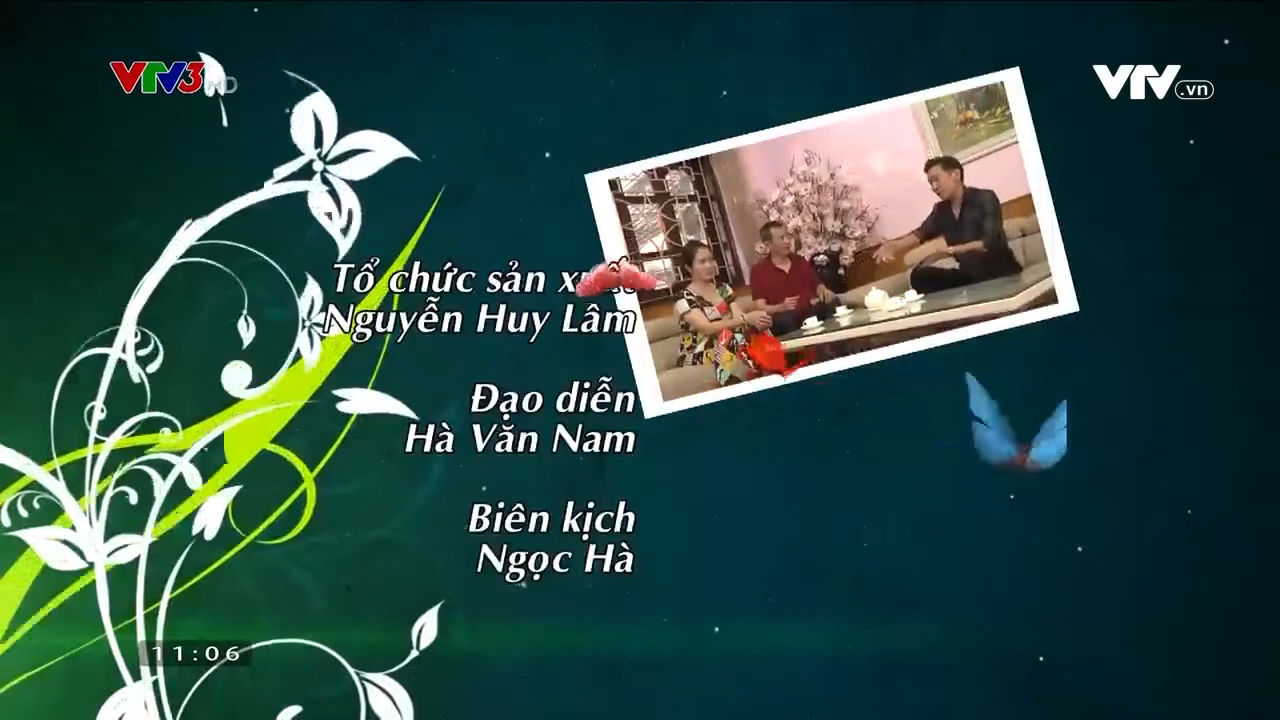 VTV3 HD
VTV.vn
Tổ chức sản
Nguyễn Huy Lâm
Đạo diễn
Hà Văn Nam
Biên kịch
Ngọc Hà
11:06